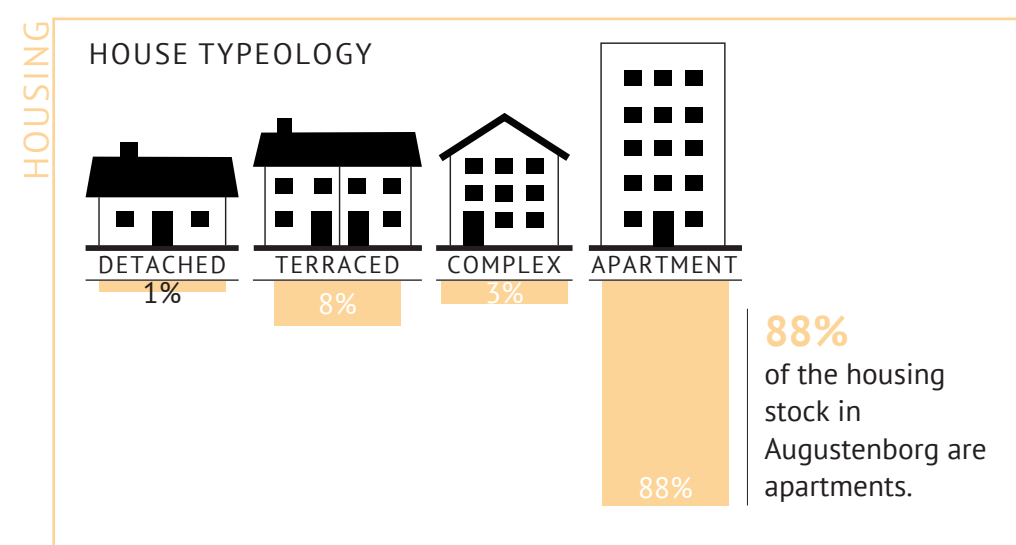 HOUSING
HOUSE TYPEOLOGY
DETACHED
TERRACED
COMPLEX
APARTMENT
1%
8%
3%
88%
88%
of the housing
stock in
Augustenborg are
apartments.